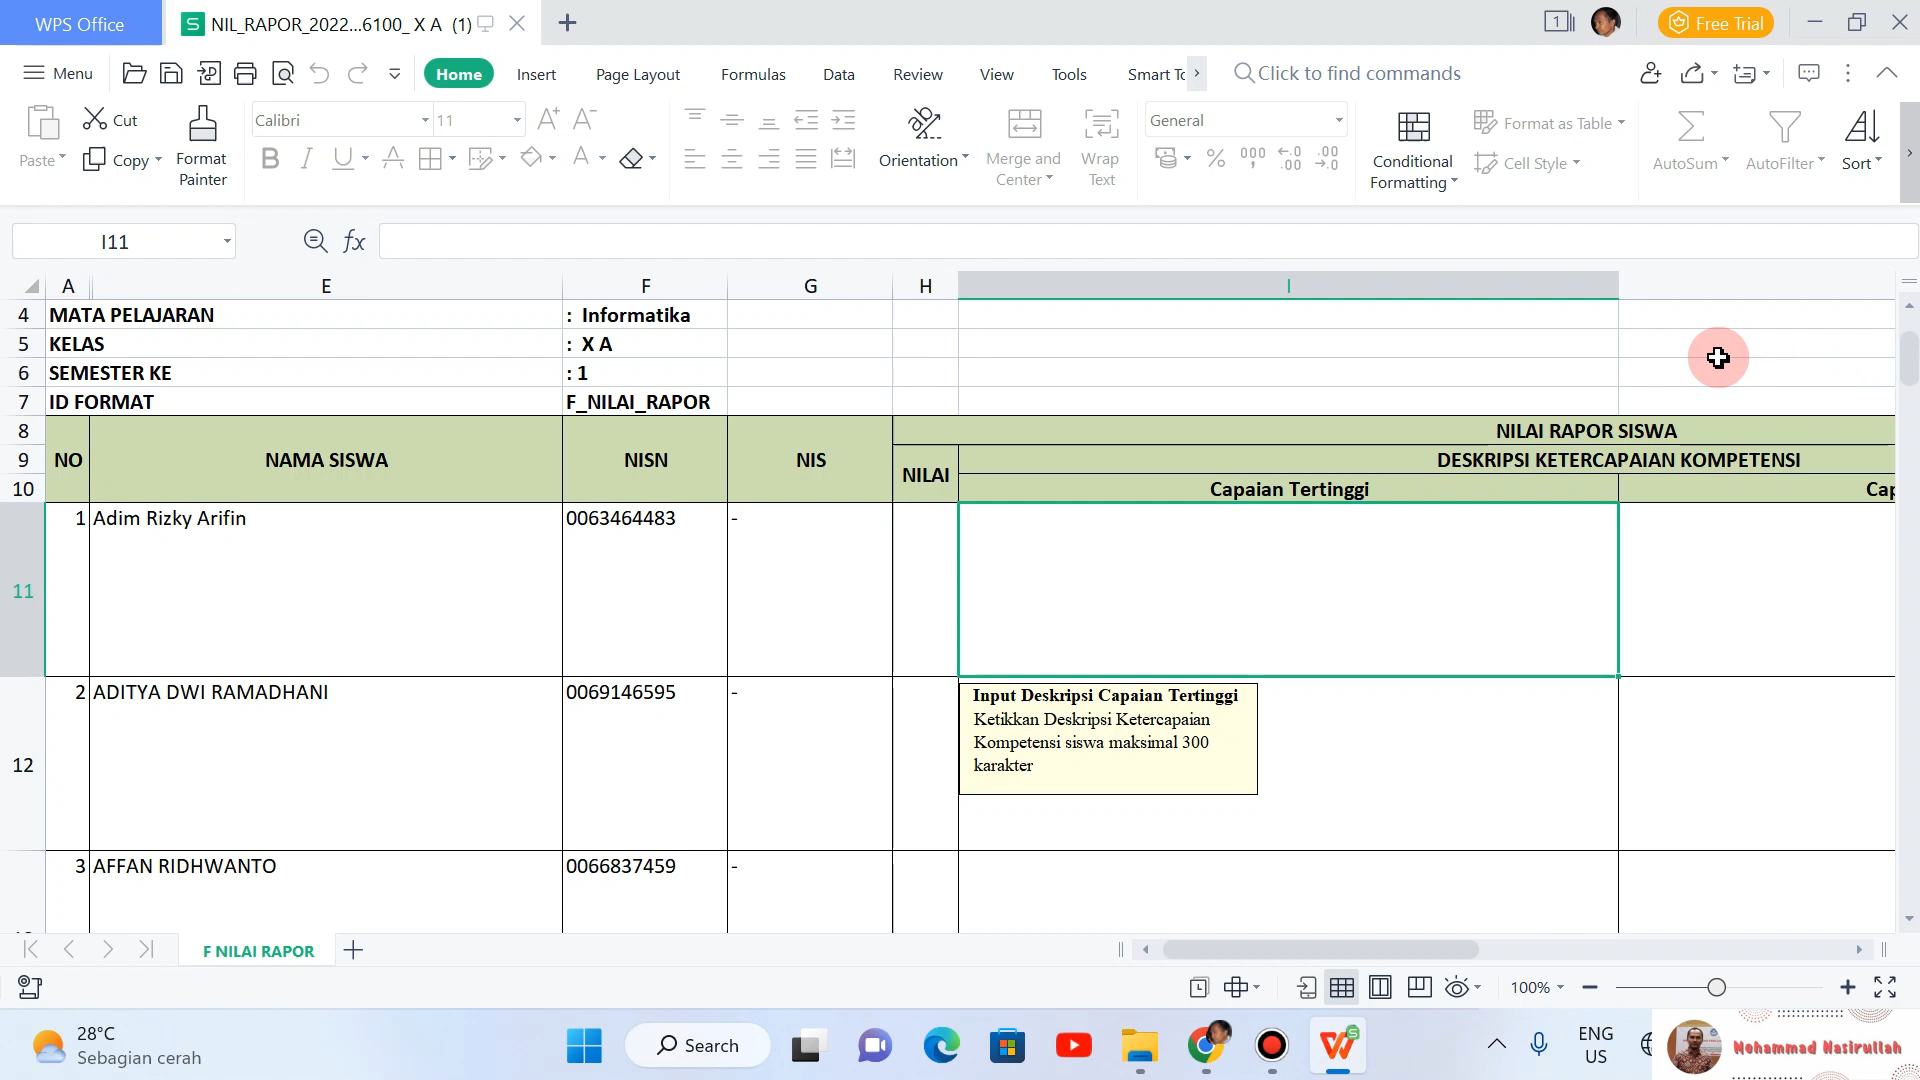 WPS Office
NIL_RAPOR_2022...6100_ X A (1)
1
Free Trial
Menu
Home
Insert
Page Layout
Formulas
Data
Review
View
Tools
Smart To
Click to find commands
Paste
Cut
Copy
Format
Painter
Calibri
11
Orientation
Merge and
Center
Wrap
Text
General
Conditional
Formatting
Format as Table
Cell Style
AutoSum
AutoFilter
Sort
I11
fx
A E F G H I
4 MATA PELAJARAN : Informatika
5 KELAS : X A
6 SEMESTER KE : 1
7 ID FORMAT F_NILAI_RAPOR
8 NILAI RAPOR SISWA
9 NO NAMA SISWA NISN NIS NILAI DESKRIPSI KETERCAPAIAN KOMPETENSI
10 Capaian Tertinggi Cap
11 1 Adim Rizky Arifin 0063464483 -
12 2 ADITYA DWI RAMADHANI 0069146595 -
Input Deskripsi Capaian Tertinggi
Ketikkan Deskripsi Ketercapaian
Kompetensi siswa maksimal 300
karakter
3 AFFAN RIDHWANTO 0066837459 -
F NILAI RAPOR
100%
28°C
Sebagian cerah
Search
ENG
US
Mohammad Nasirullah